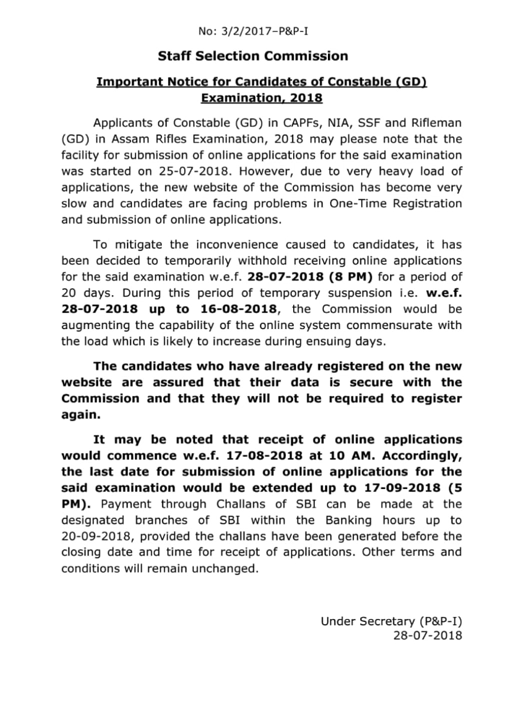 No: 3/2/2017–P&P-I
Staff Selection Commission
Important Notice for Candidates of Constable (GD)
Examination, 2018
Applicants of Constable (GD) in CAPFs, NIA, SSF and Rifleman
(GD) in Assam Rifles Examination, 2018 may please note that the
facility for submission of online applications for the said examination
was started on 25-07-2018. However, due to very heavy load of
applications, the new website of the Commission has become very
slow and candidates are facing problems in One-Time Registration
and submission of online applications.
To mitigate the inconvenience caused to candidates, it has
been decided to temporarily withhold receiving online applications
for the said examination w.e.f. 28-07-2018 (8 PM) for a period of
20 days. During this period of temporary suspension i.e. w.e.f.
28-07-2018 up to 16-08-2018, the Commission would be
augmenting the capability of the online system commensurate with
the load which is likely to increase during ensuing days.
The candidates who have already registered on the new
website are assured that their data is secure with the
Commission and that they will not be required to register
again.
It may be noted that receipt of online applications
would commence w.e.f. 17-08-2018 at 10 AM. Accordingly,
the last date for submission of online applications for the
said examination would be extended up to 17-09-2018 (5
PM). Payment through Challans of SBI can be made at the
designated branches of SBI within the Banking hours up to
20-09-2018, provided the challans have been generated before the
closing date and time for receipt of applications. Other terms and
conditions will remain unchanged.
Under Secretary (P&P-I)
28-07-2018